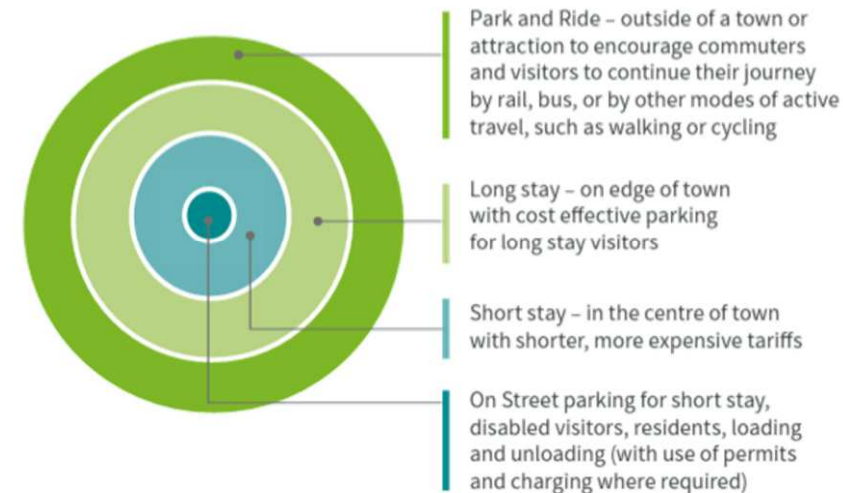 Park and Ride – outside of a town or
attraction to encourage commuters
and visitors to continue their journey
by rail, bus, or by other modes of active
travel, such as walking or cycling
Long stay – on edge of town
with cost effective parking
for long stay visitors
Short stay – in the centre of town
with shorter, more expensive tariffs
On Street parking for short stay,
disabled visitors, residents, loading
and unloading (with use of permits
and charging where required)